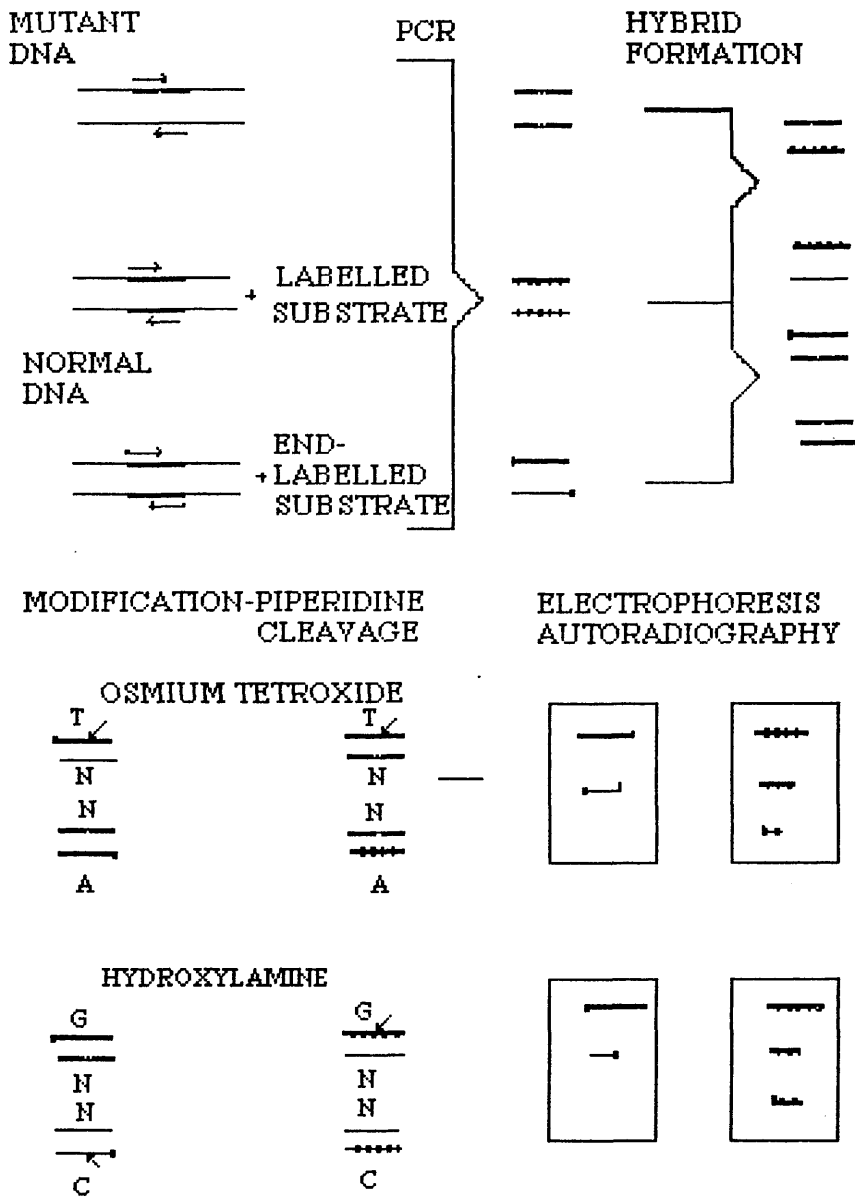 MUTANT
DNA
PCR
HYBRID
FORMATION
+ LABELLED
SUBSTRATE
NORMAL
DNA
END-
+ LABELLED
SUBSTRATE
MODIFICATION-PIPERIDINE
CLEAVAGE
ELECTROPHORESIS
AUTORADIOGRAPHY
OSMIUM TETROXIDE
T
T
N
N
N
N
A
A
HYDROXYLAMINE
G
G
N
N
N
N
C
C